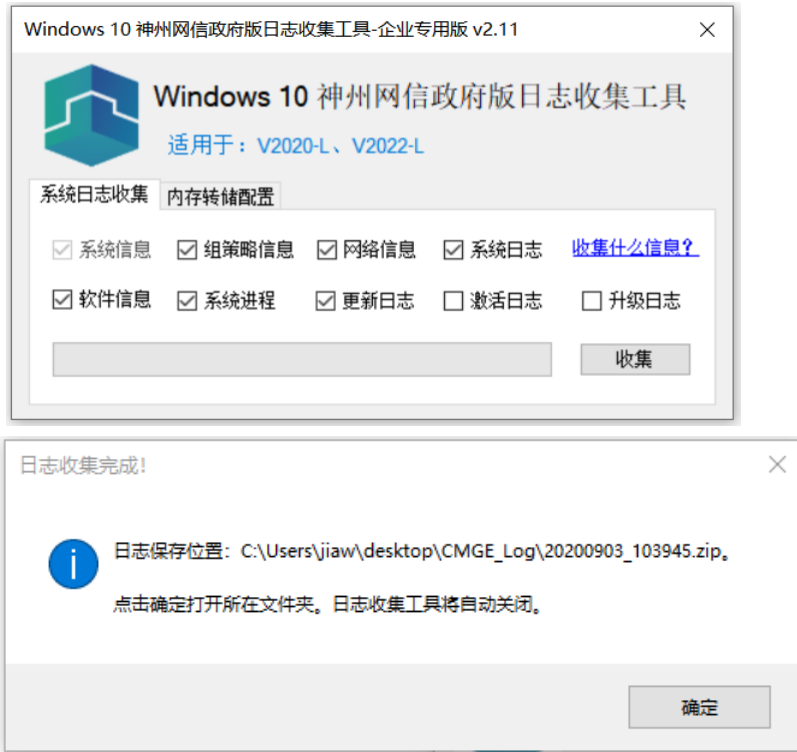 Windows 10 神州网信政府版日志收集工具-企业专用版 v2.11
Windows 10 神州网信政府版日志收集工具
适用于：V2020-L、V2022-L
系统日志收集 内存转储配置
系统信息 组策略信息 网络信息 系统日志 收集什么信息？
软件信息 系统进程 更新日志 激活日志 升级日志
收集
日志收集完成!
日志保存位置：C:\Users\jiaw\desktop\CMGE_Log\20200903_103945.zip。
点击确定打开所在文件夹。日志收集工具将自动关闭。
确定